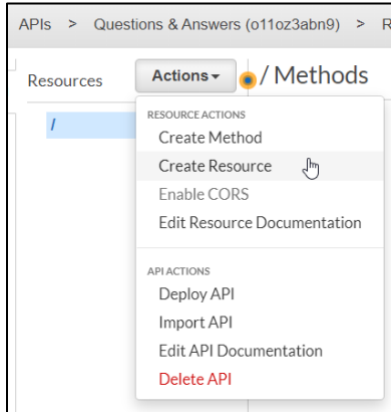 APIs > Questions & Answers (o11oz3abn9) >
Resources Actions / Methods
/
RESOURCE ACTIONS
Create Method
Create Resource
Enable CORS
Edit Resource Documentation
API ACTIONS
Deploy API
Import API
Edit API Documentation
Delete API